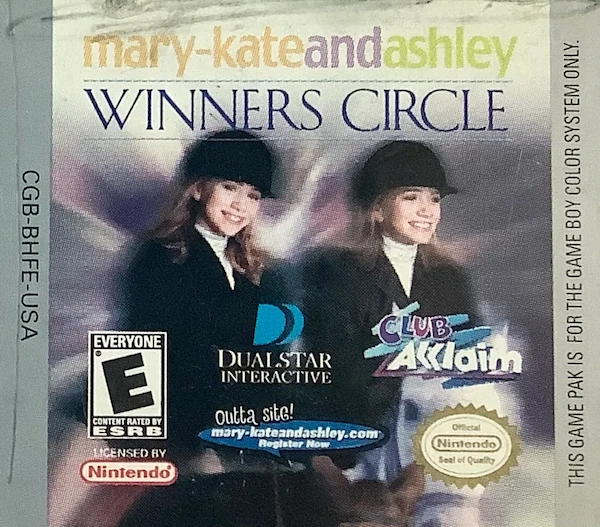 mary-kateandashley
WINNERS CIRCLE
CGB-BHFE-USA
THIS GAME PAK IS FOR THE GAME BOY COLOR SYSTEM ONLY.
DUALSTAR
INTERACTIVE
CLUB
Acclaim
EVERYONE
E
CONTENT RATED BY
ESRB
LICENSED BY
Nintendo
Outta site!
mary-kateandashley.com
Register Now
Official
Nintendo
Seal of Quality